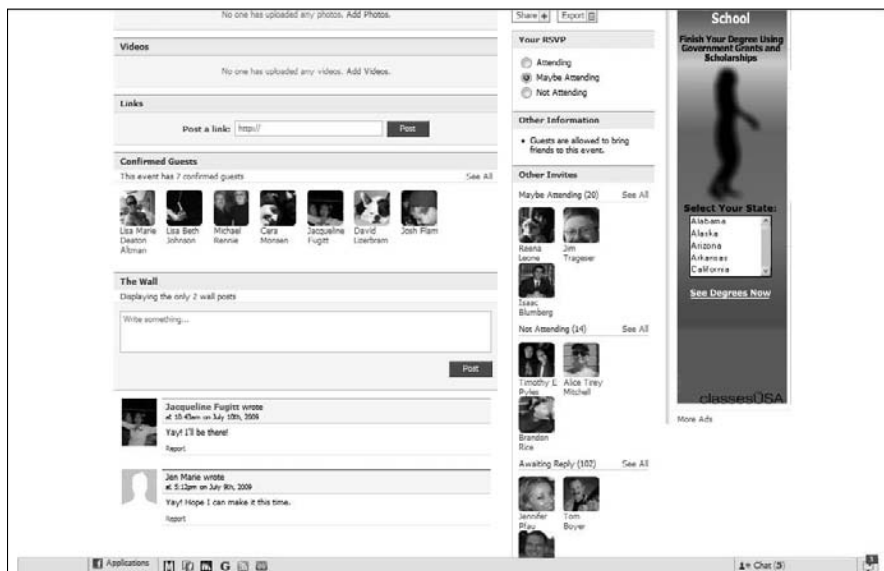 No one has uploaded any photos. Add Photos.
Videos
No one has uploaded any videos. Add Videos.
Links
Post a link: http://
Post
Confirmed Guests
This event has 7 confirmed guests
See All
Lisa Marie
Deaton
Altman
Lisa Beth
Johnson
Michael
Rennie
Cara
Monsen
Jacqueline
Fugitt
David
Lizerbram
Josh Flam
The Wall
Displaying the only 2 wall posts
Write something...
Post
Jacqueline Fugitt wrote
at 10:43am on July 10th, 2009
Yay! I'll be there!
Report
Jen Marie wrote
at 5:12pm on July 9th, 2009
Yay! Hope I can make it this time.
Report
Share +
Export
Your RSVP
Attending
Maybe Attending
Not Attending
Other Information
Guests are allowed to bring
friends to this event.
Other Invites
Maybe Attending (20)
See All
Raena
Leone
Jim
Trageser
Isaac
Blumberg
Not Attending (14)
See All
Timothy E
Pyles
Alice Tirey
Mitchell
Brandon
Rice
Awaiting Reply (102)
See All
Jennifer
Pfau
Tom
Boyer
School
Finish Your Degree Using
Government Grants and
Scholarships
Select Your State:
Alabama
Alaska
Arizona
Arkansas
California
See Degrees Now
classesUSA
More Ads
Applications
G
Chat (5)